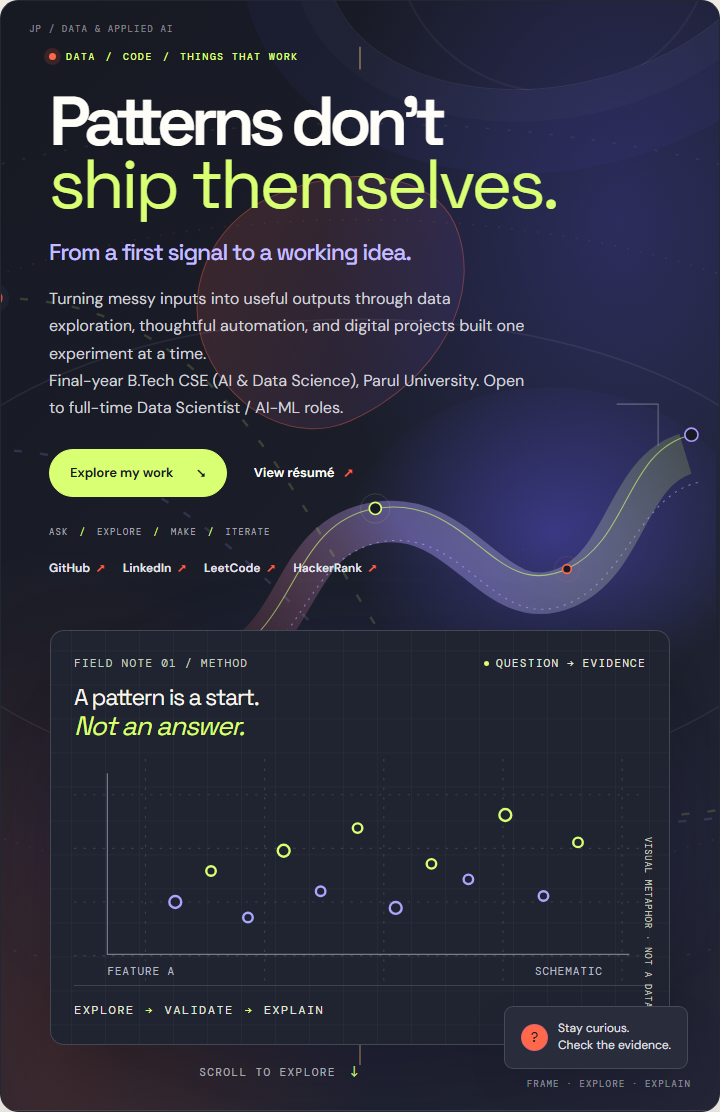 JP / DATA & APPLIED AI
DATA / CODE / THINGS THAT WORK
Patterns don’t
ship themselves.
From a first signal to a working idea.
Turning messy inputs into useful outputs through data
exploration, thoughtful automation, and digital projects built one
experiment at a time.
Final-year B.Tech CSE (AI & Data Science), Parul University. Open
to full-time Data Scientist / AI-ML roles.
Explore my work ↘
View résumé ↗
ASK / EXPLORE / MAKE / ITERATE
GitHub ↗ LinkedIn ↗ LeetCode ↗ HackerRank ↗
FIELD NOTE 01 / METHOD
QUESTION → EVIDENCE
A pattern is a start.
Not an answer.
VISUAL METAPHOR · NOT A DATA
FEATURE A
SCHEMATIC
EXPLORE → VALIDATE → EXPLAIN
?
Stay curious.
Check the evidence.
SCROLL TO EXPLORE ↓
FRAME · EXPLORE · EXPLAIN